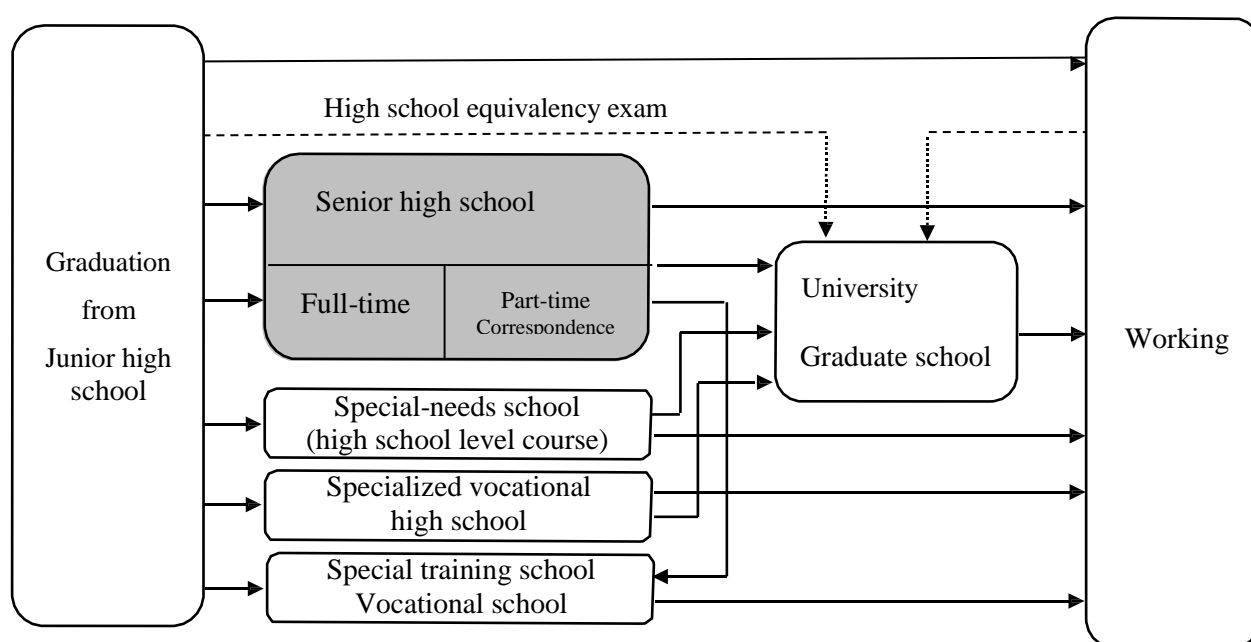 High school equivalency exam
Graduation
from
Junior high
school
Senior high school
Full-time
Part-time
Correspondence
University
Graduate school
Working
Special-needs school
(high school level course)
Specialized vocational
high school
Special training school
Vocational school